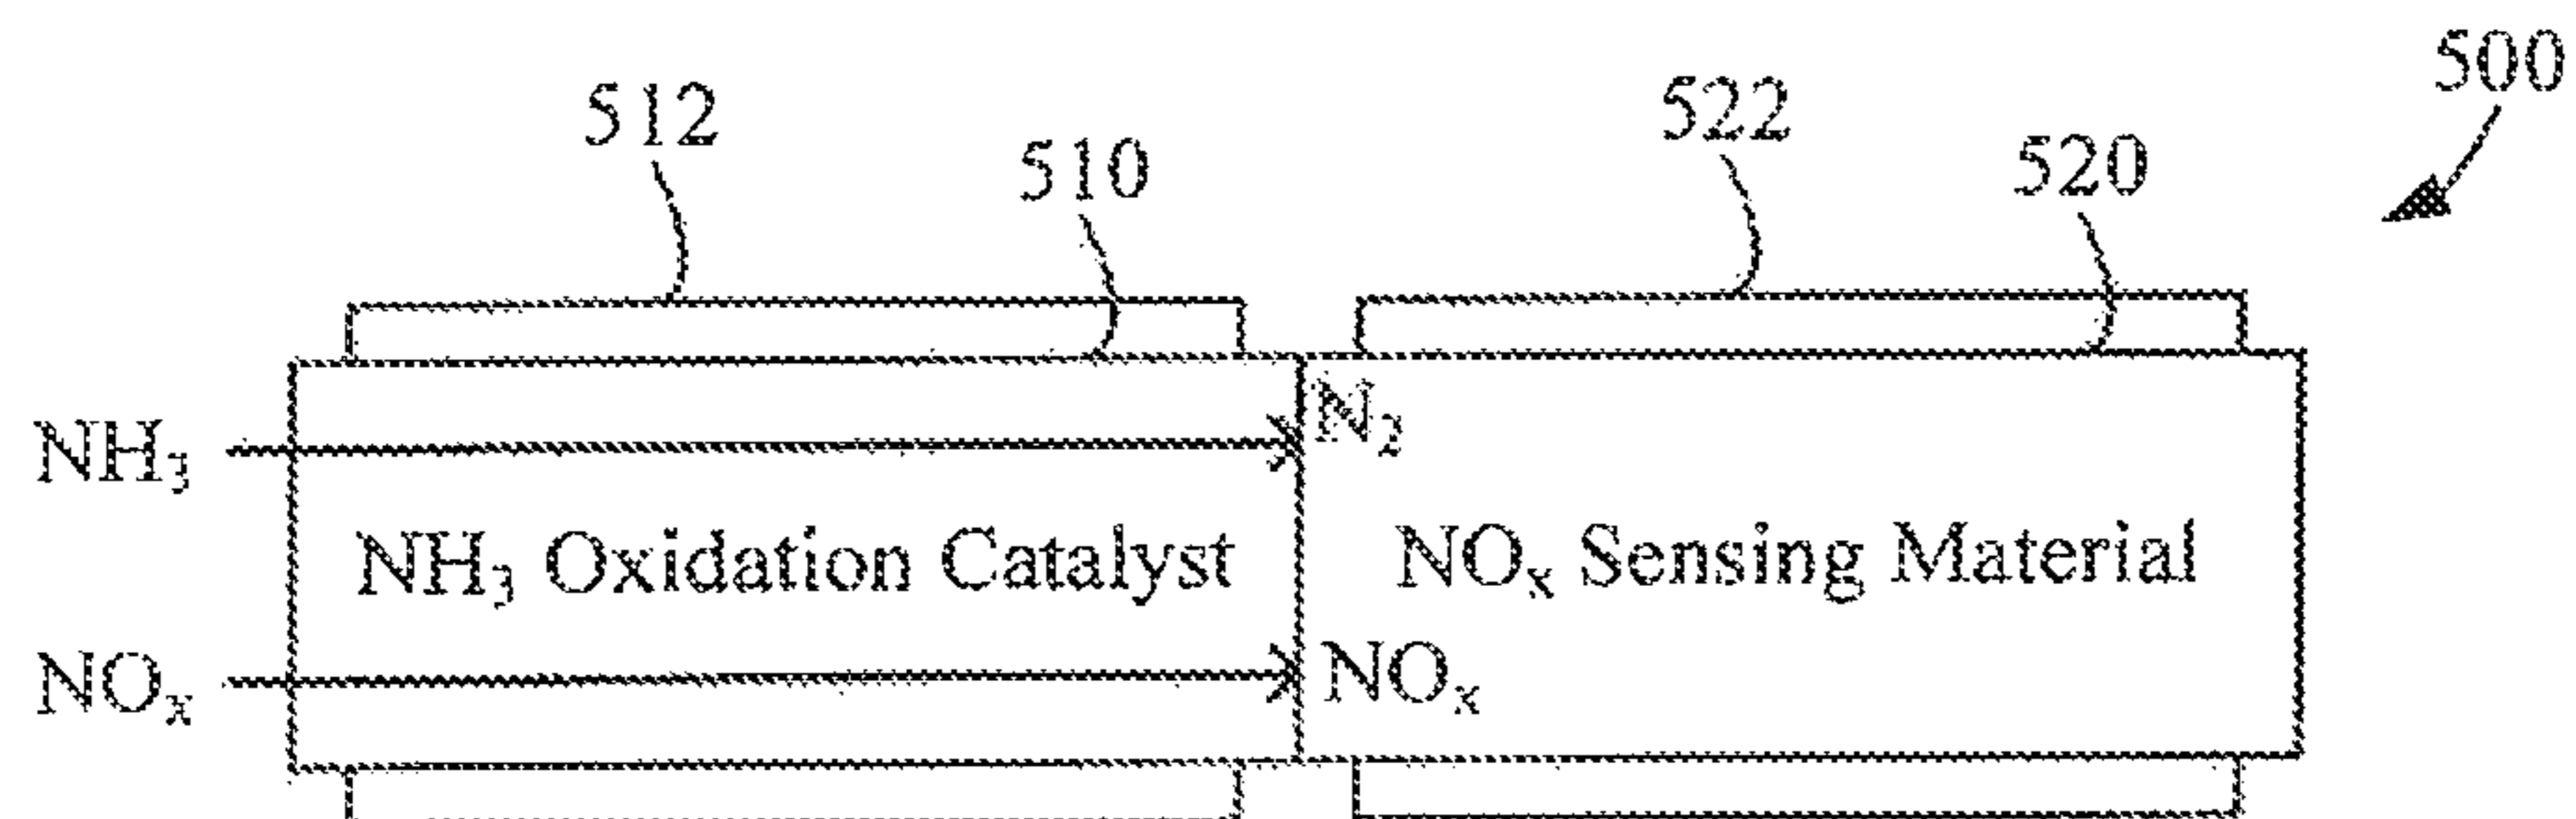 500
512
522
510
520
NH₃
N₂
NH₃ Oxidation Catalyst
NOₓ Sensing Material
NOₓ
NOₓ